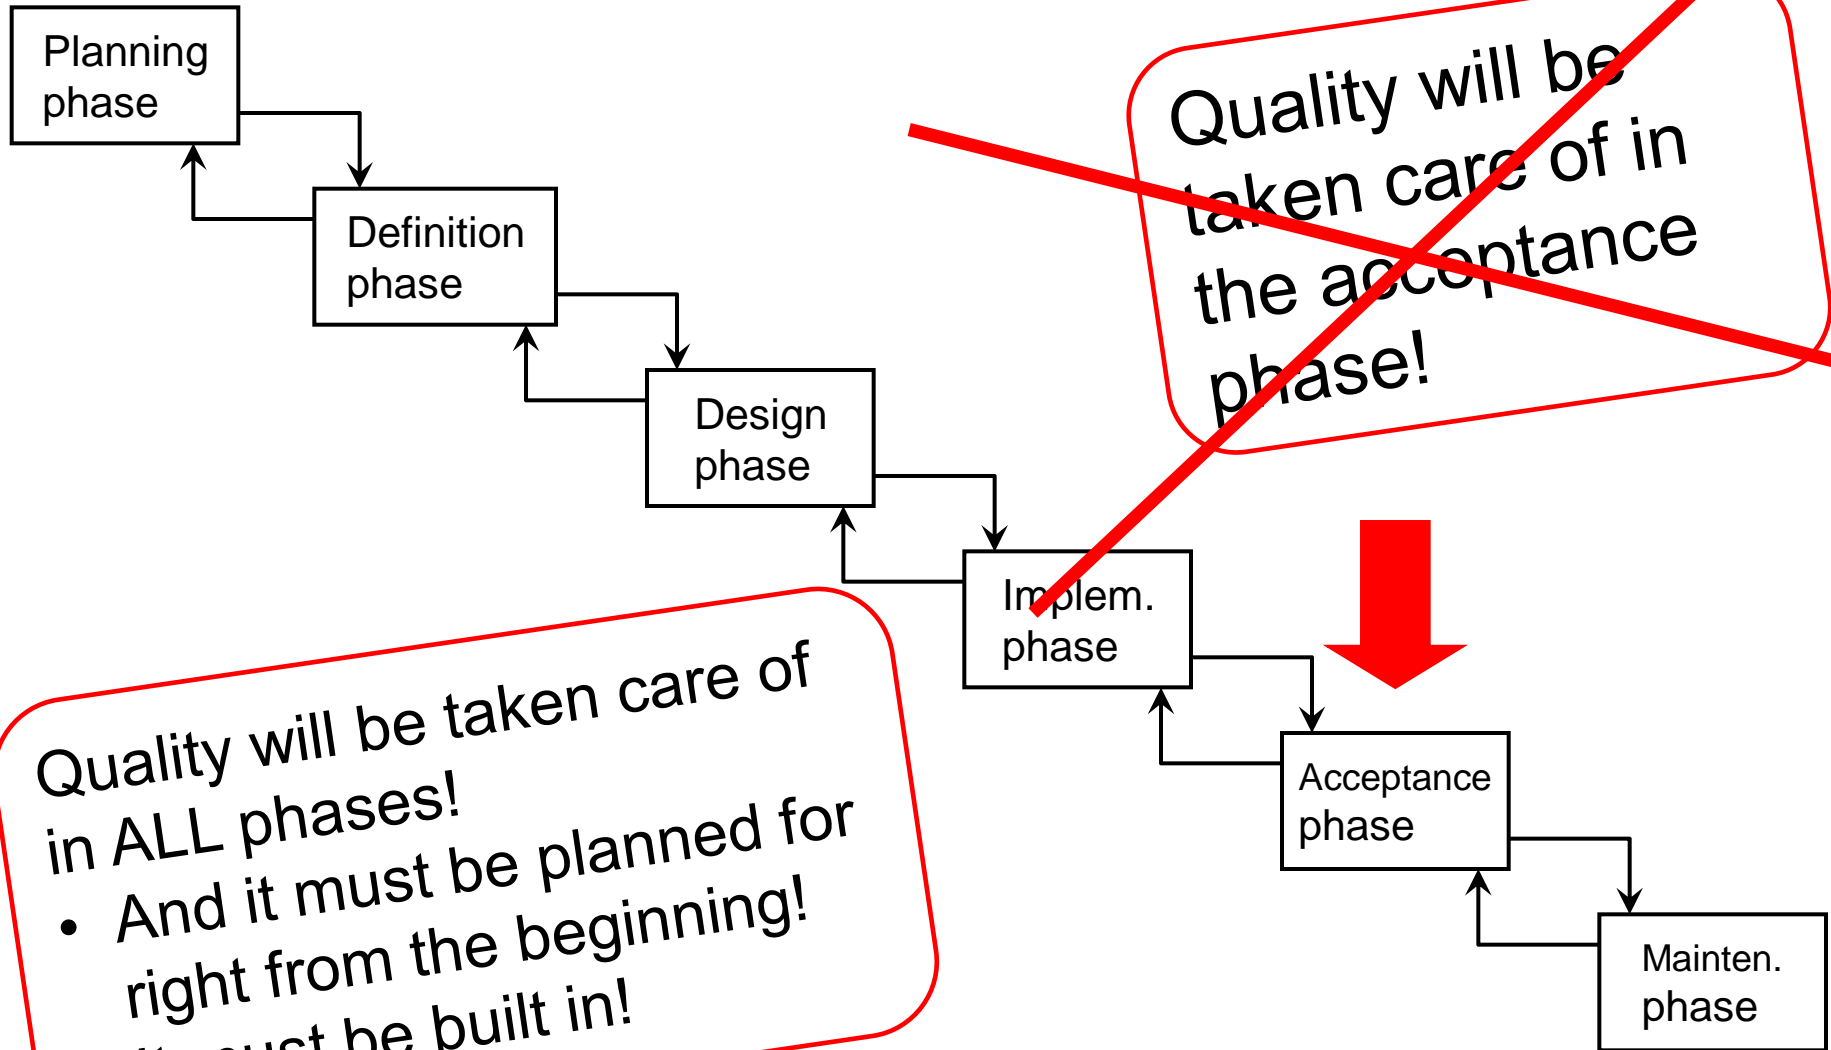 Planning
phase
Quality will be
taken care of in
the acceptance
phase!
Definition
phase
Design
phase
Implem.
phase
Quality will be taken care of
in ALL phases!
• And it must be planned for
right from the beginning!
must be built in!
Acceptance
phase
Mainten.
phase